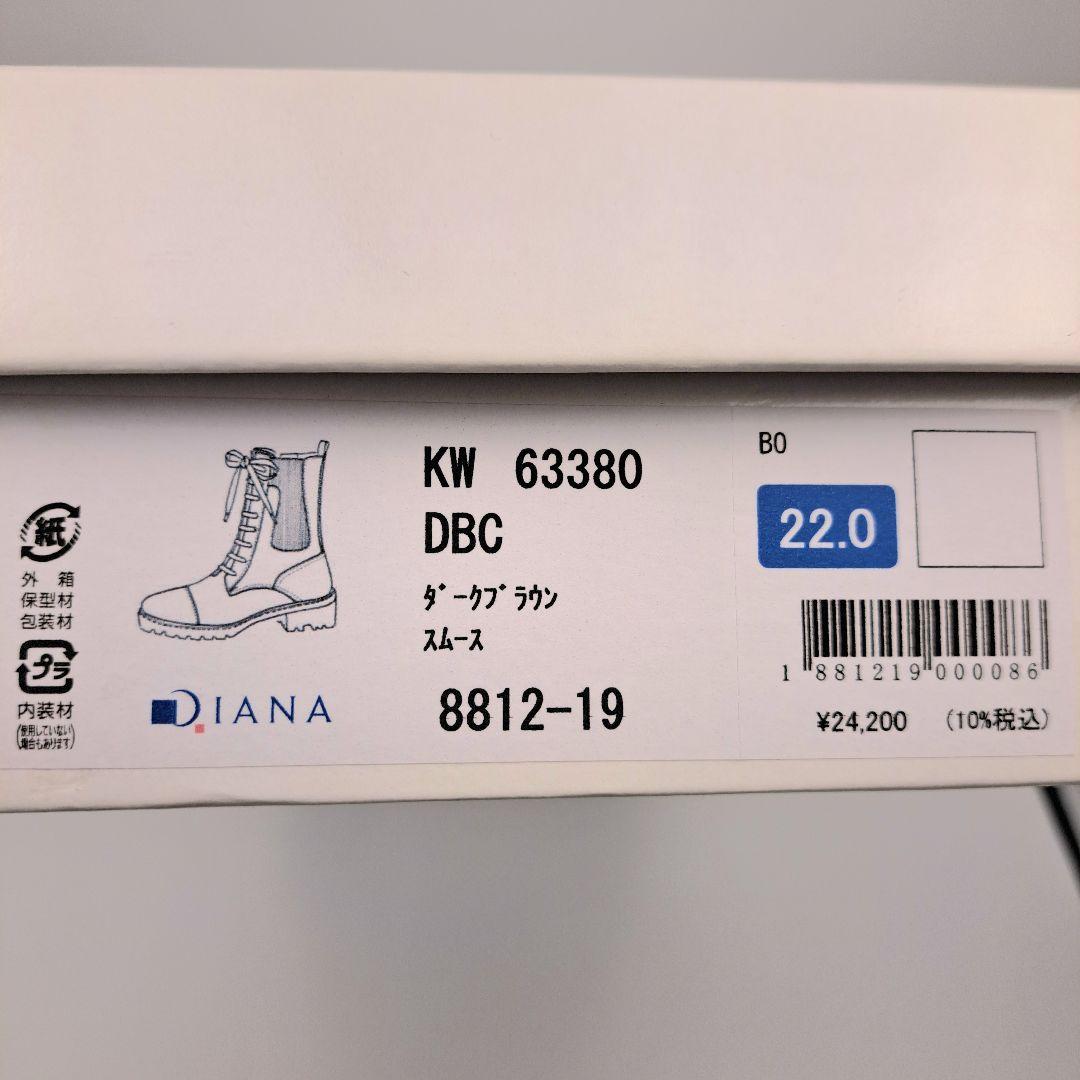 紙
外 箱
保型材
包装材
プラ
内装材
(使用していない
場合もあります)
DIANA
KW 63380
DBC
ﾀﾞｰｸﾌﾞﾗｳﾝ
ｽﾑｰｽ
8812-19
BO
22.0
1 881219 000086
¥24,200 (10%税込)